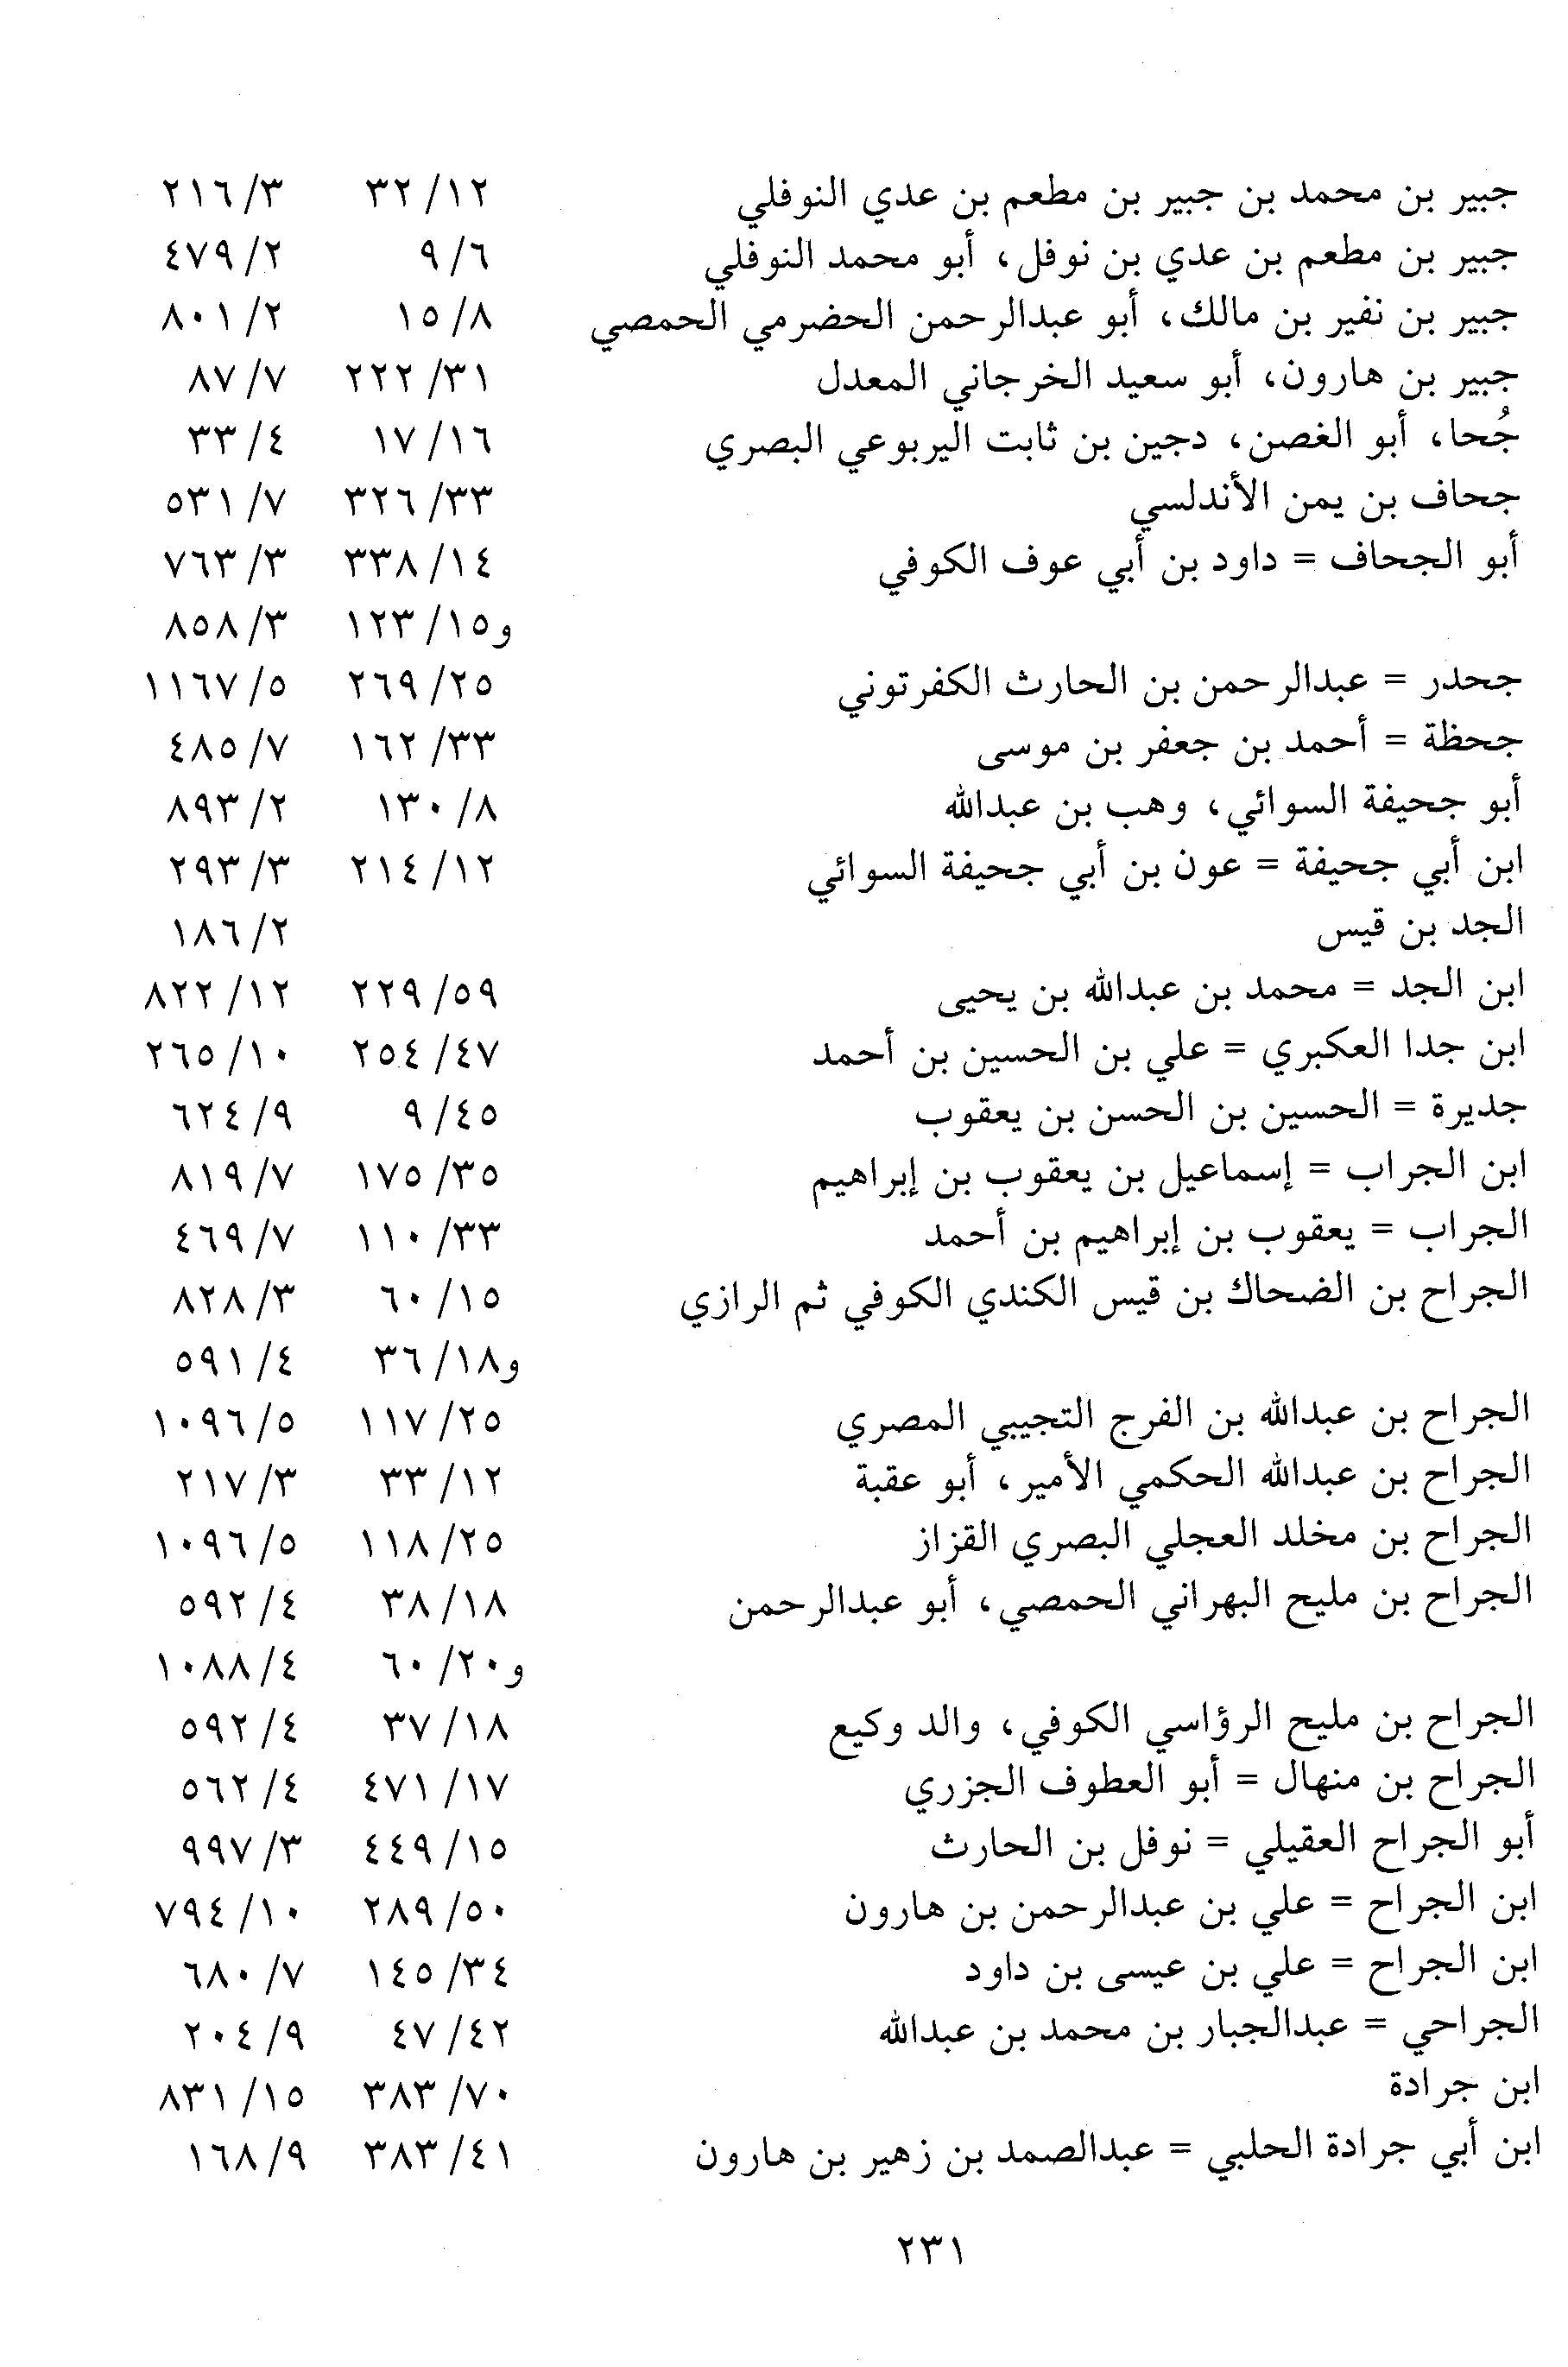 جبير بن محمد بن جبير بن مطعم بن عدي النوفلي ١٢/ ٣٢ ٣/ ٢١٦
جبير بن مطعم بن عدي بن نوفل، أبو محمد النوفلي ٦/ ٩ ٢/ ٤٧٩
جبير بن نفير بن مالك، أبو عبدالرحمن الحضرمي الحمصي ٨/ ١٥ ٢/ ٨٠١
جبير بن هارون، أبو سعيد الخرجاني المعدل ٣١/ ٢٢٢ ٧/ ٨٧
جُحا، أبو الغصن، دجين بن ثابت اليربوعي البصري ١٦/ ١٧ ٤/ ٣٣
جحاف بن يمن الأندلسي ٣٣/ ٣٢٦ ٧/ ٥٣١
أبو الجحاف = داود بن أبي عوف الكوفي ١٤/ ٣٣٨ ٣/ ٧٦٣
و١٥/ ١٢٣ ٣/ ٨٥٨
جحدر = عبدالرحمن بن الحارث الكفرتوني ٢٥/ ٢٦٩ ٥/ ١١٦٧
جحظة = أحمد بن جعفر بن موسى ٣٣/ ١٦٢ ٧/ ٤٨٥
أبو جحيفة السوائي، وهب بن عبدالله ٨/ ١٣٠ ٢/ ٨٩٣
ابن أبي جحيفة = عون بن أبي جحيفة السوائي ١٢/ ٢١٤ ٣/ ٢٩٣
الجد بن قيس ٢/ ١٨٦
ابن الجد = محمد بن عبدالله بن يحيى ٥٩/ ٢٢٩ ١٢/ ٨٢٢
ابن جدا العكبري = علي بن الحسين بن أحمد ٤٧/ ٢٥٤ ١٠/ ٢٦٥
جديرة = الحسين بن الحسن بن يعقوب ٤٥/ ٩ ٩/ ٦٢٤
ابن الجراب = إسماعيل بن يعقوب بن إبراهيم ٣٥/ ١٧٥ ٧/ ٨١٩
الجراب = يعقوب بن إبراهيم بن أحمد ٣٣/ ١١٠ ٧/ ٤٦٩
الجراح بن الضحاك بن قيس الكندي الكوفي ثم الرازي ١٥/ ٦٠ ٣/ ٨٢٨
و١٨/ ٣٦ ٤/ ٥٩١
الجراح بن عبدالله بن الفرج التجيبي المصري ٢٥/ ١١٧ ٥/ ١٠٩٦
الجراح بن عبدالله الحكمي الأمير، أبو عقبة ١٢/ ٣٣ ٣/ ٢١٧
الجراح بن مخلد العجلي البصري القزاز ٢٥/ ١١٨ ٥/ ١٠٩٦
الجراح بن مليح البهراني الحمصي، أبو عبدالرحمن ١٨/ ٣٨ ٤/ ٥٩٢
و٢٠/ ٦٠ ٤/ ١٠٨٨
الجراح بن مليح الرؤاسي الكوفي، والد وكيع ١٨/ ٣٧ ٤/ ٥٩٢
الجراح بن منهال = أبو العطوف الجزري ١٧/ ٤٧١ ٤/ ٥٦٢
أبو الجراح العقيلي = نوفل بن الحارث ١٥/ ٤٤٩ ٣/ ٩٩٧
ابن الجراح = علي بن عبدالرحمن بن هارون ٥٠/ ٢٨٩ ١٠/ ٧٩٤
ابن الجراح = علي بن عيسى بن داود ٣٤/ ١٤٥ ٧/ ٦٨٠
الجراحي = عبدالجبار بن محمد بن عبدالله ٤٢/ ٤٧ ٩/ ٢٠٤
ابن جرادة ٧٠/ ٣٨٣ ١٥/ ٨٣١
ابن أبي جرادة الحلبي = عبدالصمد بن زهير بن هارون ٤١/ ٣٨٣ ٩/ ١٦٨
٢٣١